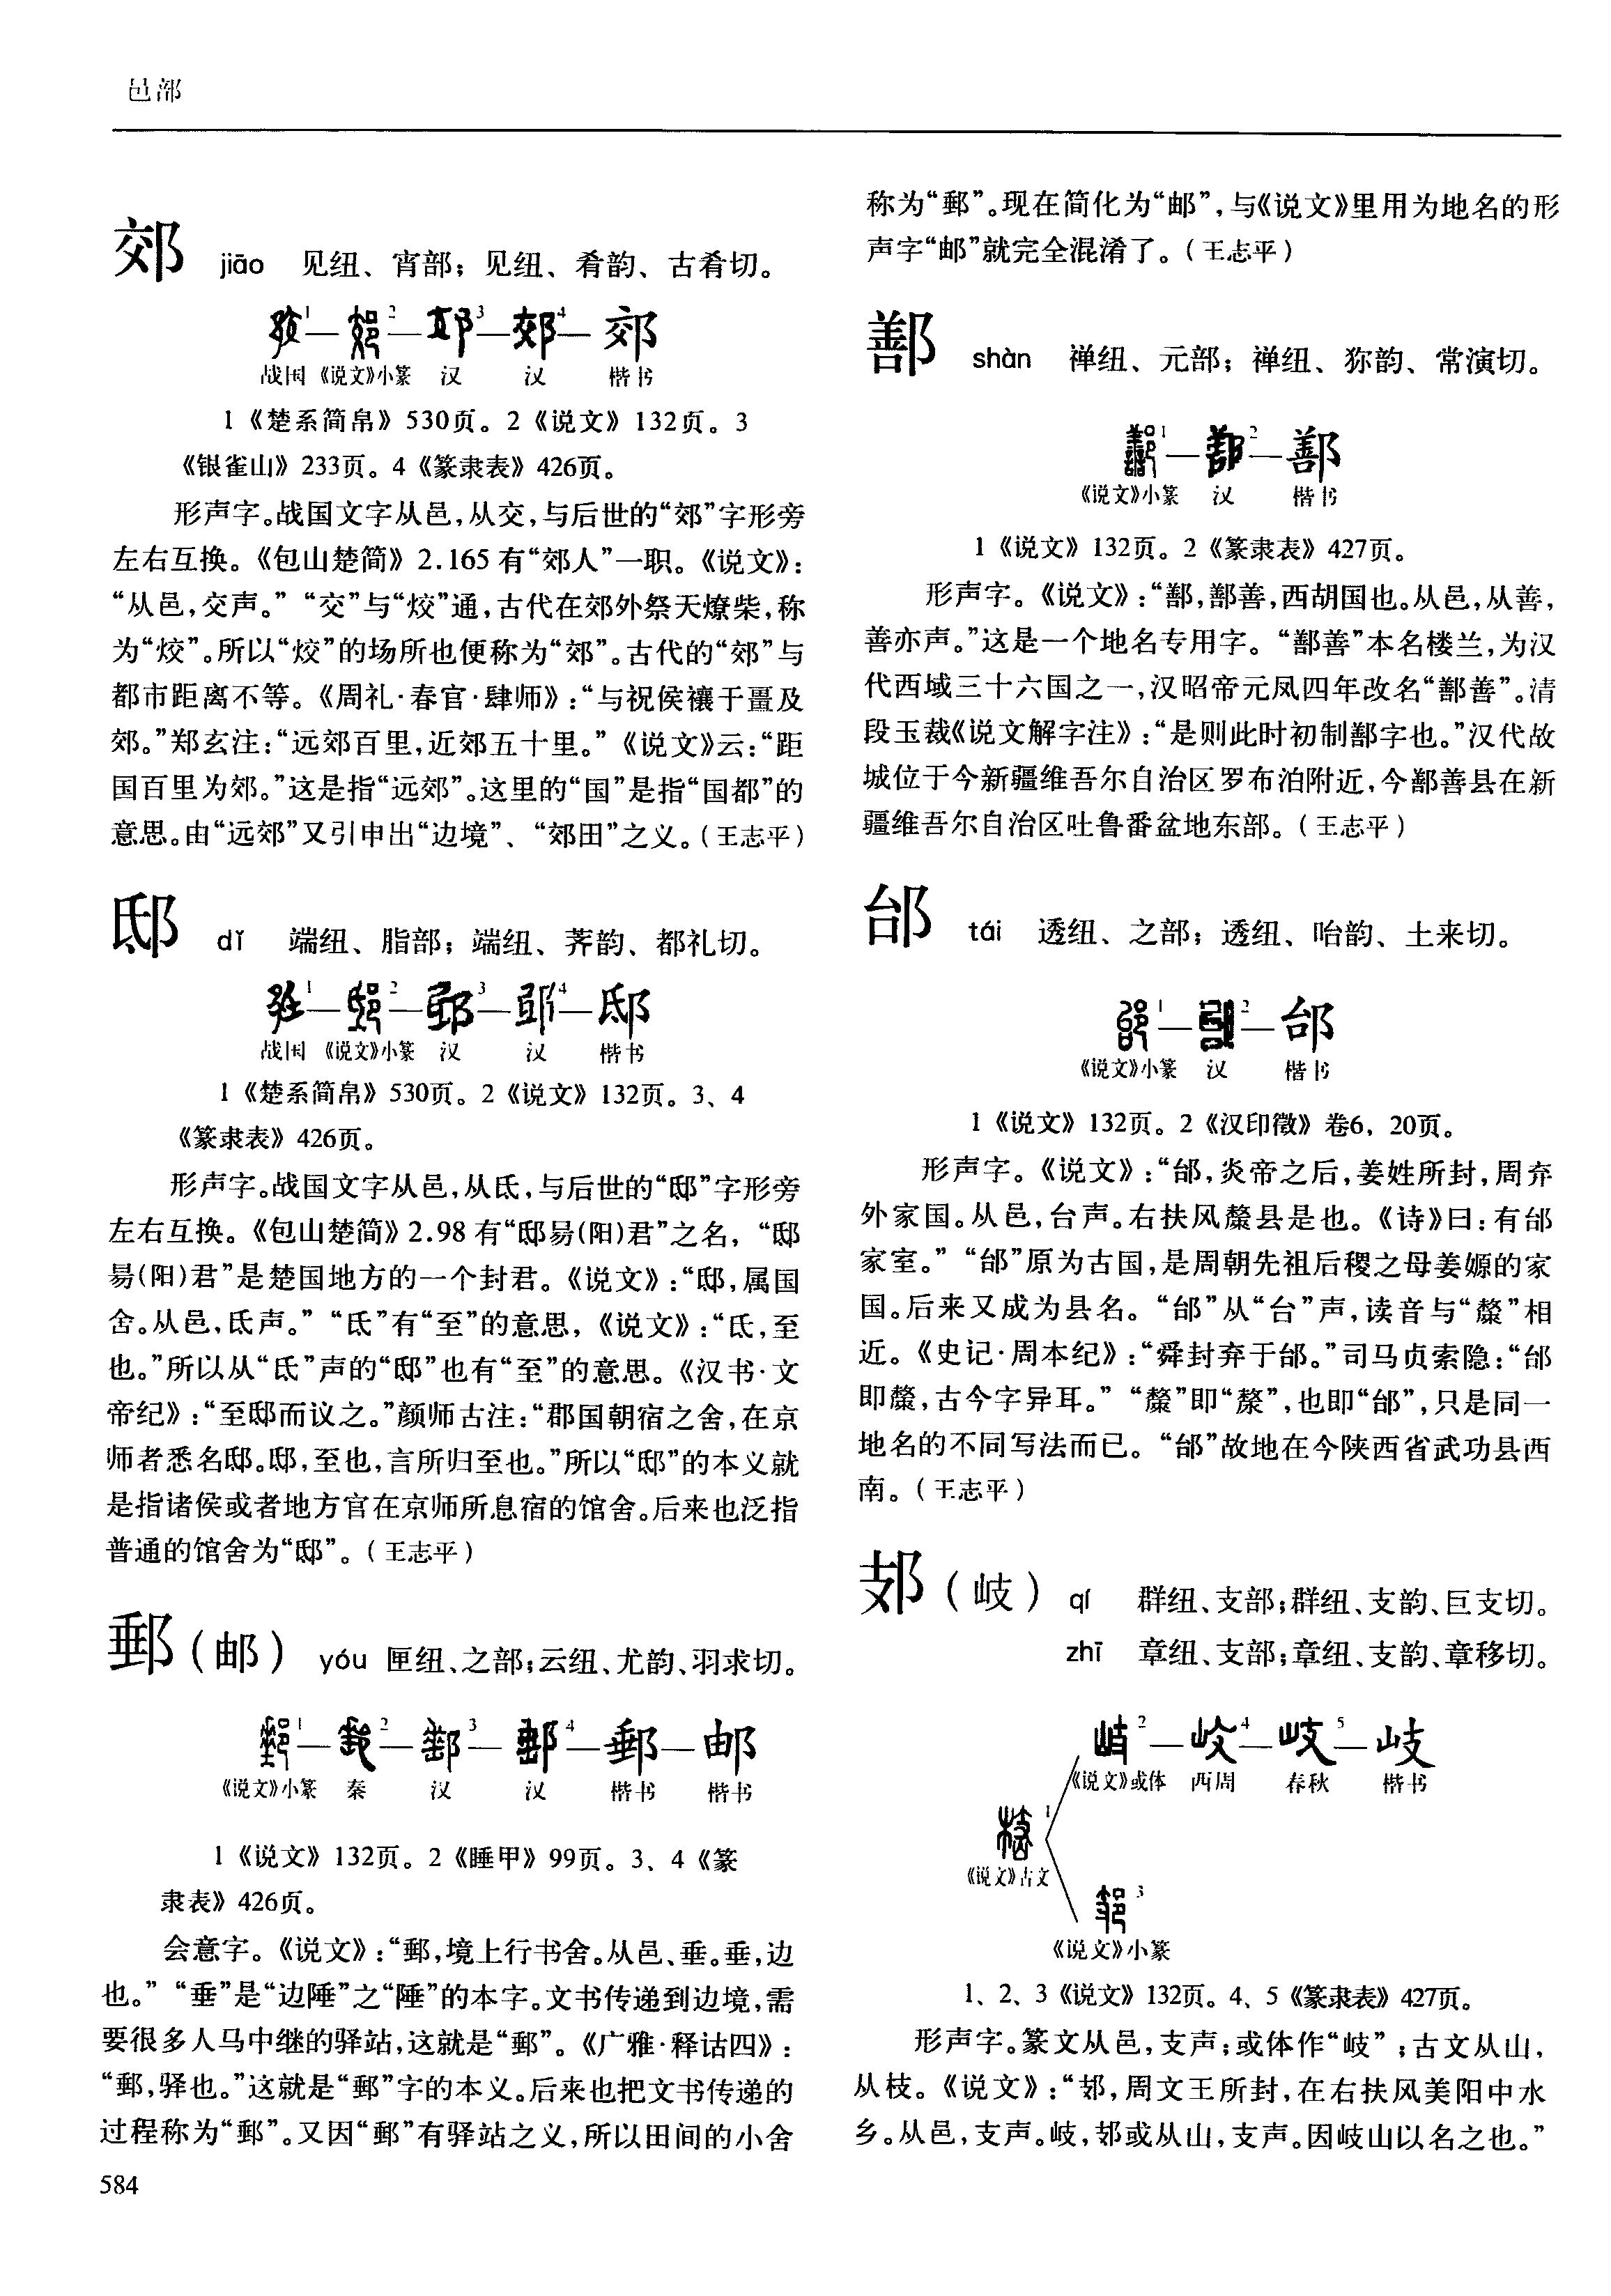 邑部
郊 jiāo 见纽、宵部；见纽、肴韵、古肴切。
1—2—3—4—郊
战国 《说文》小篆 汉 汉 楷书
1《楚系简帛》530页。2《说文》132页。3
《银雀山》233页。4《篆隶表》426页。
形声字。战国文字从邑，从交，与后世的“郊”字形旁
左右互换。《包山楚简》2.165有“郊人”一职。《说文》：
“从邑，交声。”“交”与“烄”通，古代在郊外祭天燎柴，称
为“烄”。所以“烄”的场所也便称为“郊”。古代的“郊”与
都市距离不等。《周礼·春官·肆师》：“与祝侯禳于畺及
郊。”郑玄注：“远郊百里，近郊五十里。”《说文》云：“距
国百里为郊。”这是指“远郊”。这里的“国”是指“国都”的
意思。由“远郊”又引申出“边境”、“郊田”之义。（王志平）
邸 dǐ 端纽、脂部；端纽、荠韵、都礼切。
1—2—3—4—邸
战国 《说文》小篆 汉 汉 楷书
1《楚系简帛》530页。2《说文》132页。3、4
《篆隶表》426页。
形声字。战国文字从邑，从氐，与后世的“邸”字形旁
左右互换。《包山楚简》2.98有“邸昜(阳)君”之名，“邸
昜(阳)君”是楚国地方的一个封君。《说文》：“邸，属国
舍。从邑，氐声。”“氐”有“至”的意思，《说文》：“氐，至
也。”所以从“氐”声的“邸”也有“至”的意思。《汉书·文
帝纪》：“至邸而议之。”颜师古注：“郡国朝宿之舍，在京
师者悉名邸。邸，至也，言所归至也。”所以“邸”的本义就
是指诸侯或者地方官在京师所息宿的馆舍。后来也泛指
普通的馆舍为“邸”。（王志平）
郵（邮） yóu 匣纽、之部；云纽、尤韵、羽求切。
1—2—3—4—郵—邮
《说文》小篆 秦 汉 汉 楷书 楷书
1《说文》132页。2《睡甲》99页。3、4《篆
隶表》426页。
会意字。《说文》：“郵，境上行书舍。从邑、垂。垂，边
也。”“垂”是“边陲”之“陲”的本字。文书传递到边境，需
要很多人马中继的驿站，这就是“郵”。《广雅·释诂四》：
“郵，驿也。”这就是“郵”字的本义。后来也把文书传递的
过程称为“郵”。又因“郵”有驿站之义，所以田间的小舍
584
称为“郵”。现在简化为“邮”，与《说文》里用为地名的形
声字“邮”就完全混淆了。（王志平）
鄯 shàn 禅纽、元部；禅纽、狝韵、常演切。
1—2—鄯
《说文》小篆 汉 楷书
1《说文》132页。2《篆隶表》427页。
形声字。《说文》：“鄯，鄯善，西胡国也。从邑，从善，
善亦声。”这是一个地名专用字。“鄯善”本名楼兰，为汉
代西域三十六国之一，汉昭帝元凤四年改名“鄯善”。清
段玉裁《说文解字注》：“是则此时初制鄯字也。”汉代故
城位于今新疆维吾尔自治区罗布泊附近，今鄯善县在新
疆维吾尔自治区吐鲁番盆地东部。（王志平）
邰 tái 透纽、之部；透纽、咍韵、土来切。
1—2—邰
《说文》小篆 汉 楷书
1《说文》132页。2《汉印徵》卷6，20页。
形声字。《说文》：“邰，炎帝之后，姜姓所封，周弃
外家国。从邑，台声。右扶风斄县是也。《诗》曰：有邰
家室。”“邰”原为古国，是周朝先祖后稷之母姜嫄的家
国。后来又成为县名。“邰”从“台”声，读音与“斄”相
近。《史记·周本纪》：“舜封弃于邰。”司马贞索隐：“邰
即斄，古今字异耳。”“斄”即“漦”，也即“邰”，只是同一
地名的不同写法而已。“邰”故地在今陕西省武功县西
南。（王志平）
𨙸（岐） qí 群纽、支部；群纽、支韵、巨支切。
zhī 章纽、支部；章纽、支韵、章移切。
2—4—5—岐
《说文》或体 西周 春秋 楷书
1
《说文》古文
3
《说文》小篆
1、2、3《说文》132页。4、5《篆隶表》427页。
形声字。篆文从邑，支声；或体作“岐”；古文从山，
从枝。《说文》：“𨙸，周文王所封，在右扶风美阳中水
乡。从邑，支声。岐，𨙸或从山，支声。因岐山以名之也。”